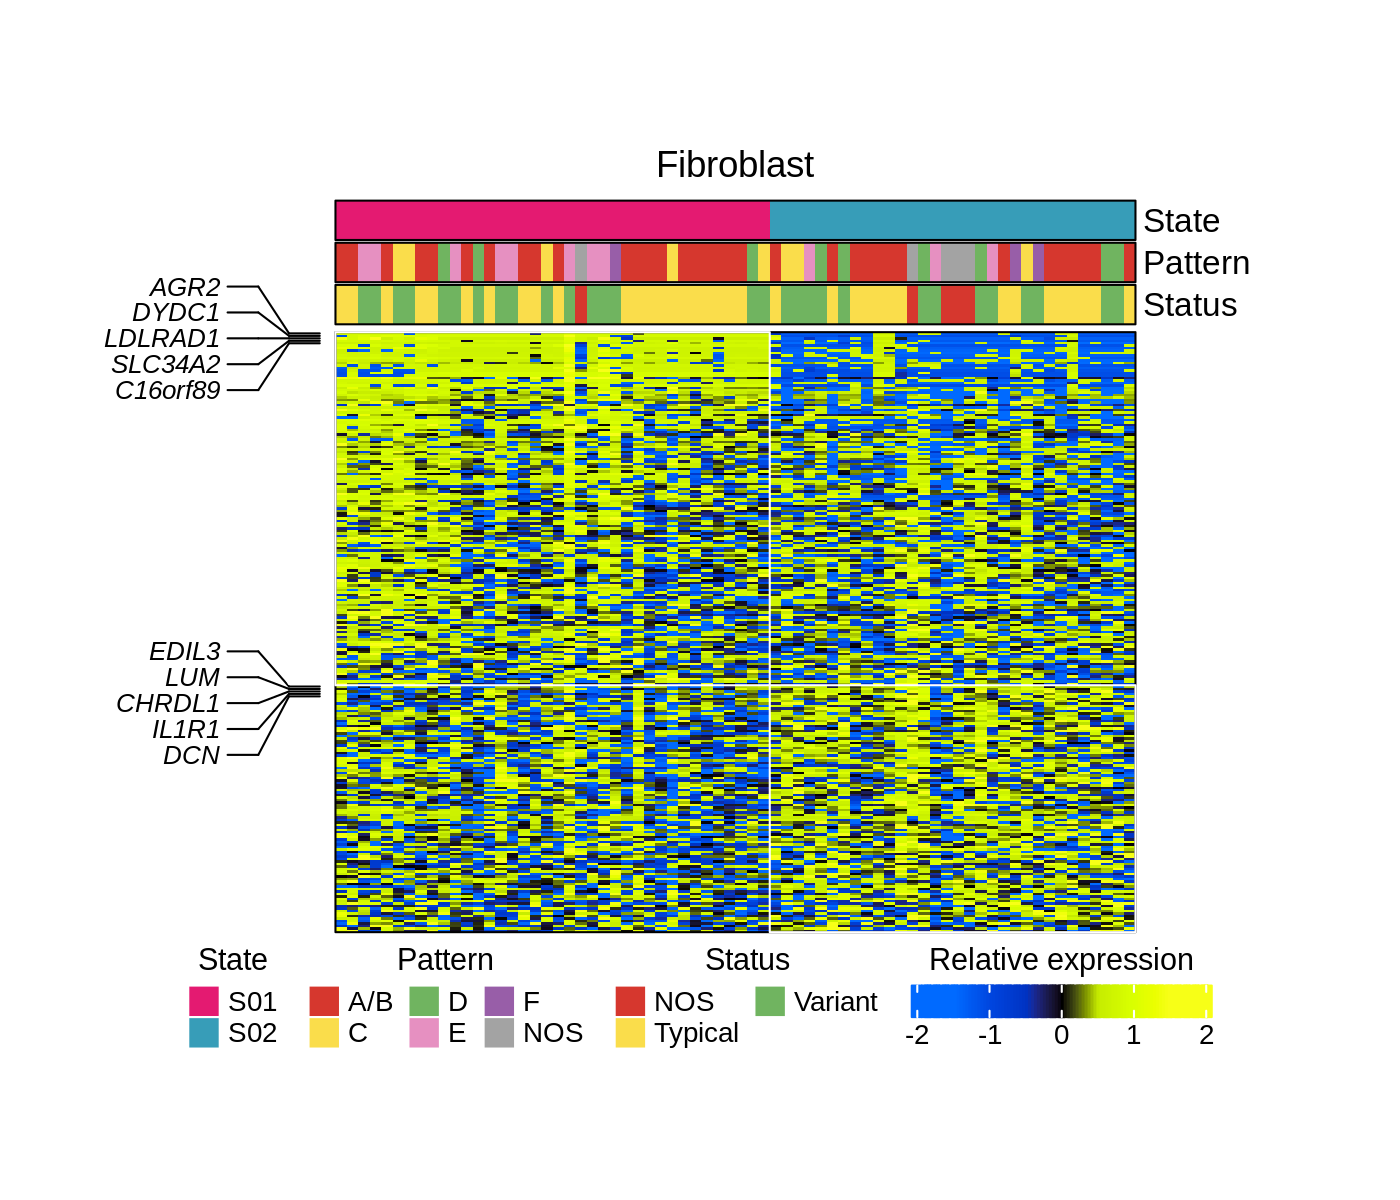 Fibroblast
State
Pattern
Status
AGR2
DYDC1
LDLRAD1
SLC34A2
C16orf89
EDIL3
LUM
CHRDL1
IL1R1
DCN
State Pattern Status Relative expression
S01 A/B D F NOS Variant
S02 C E NOS Typical
-2 -1 0 1 2